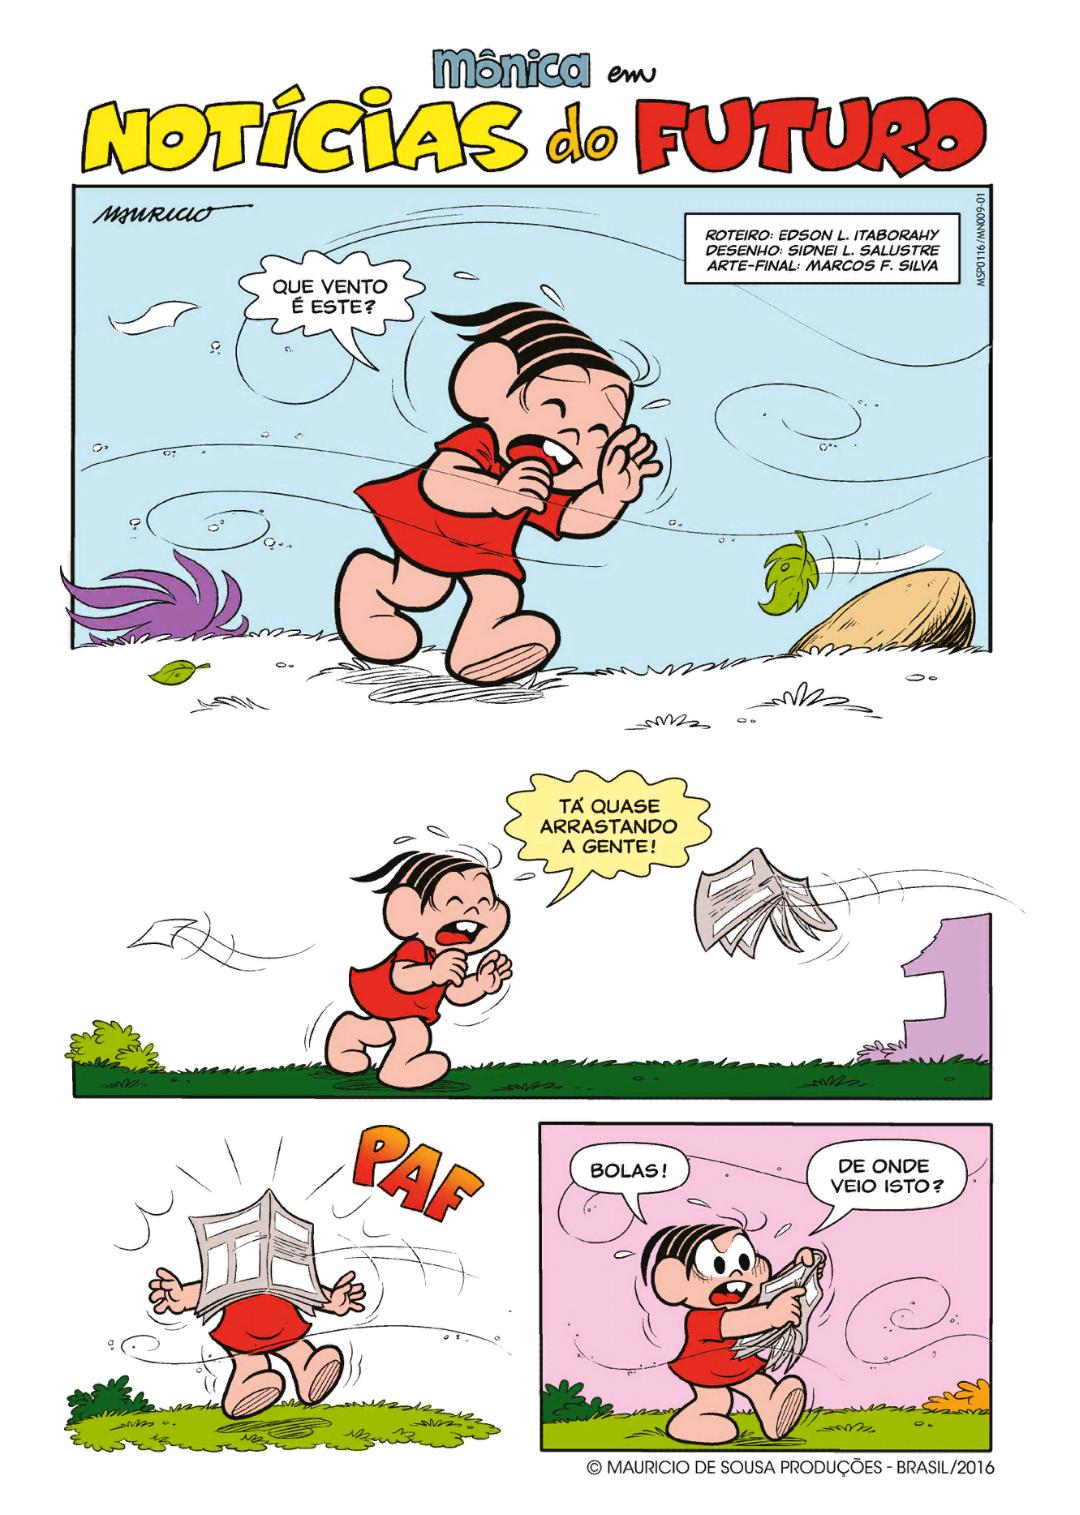 Mônica em
NOTÍCIAS do FUTURO
MAURICIO
ROTEIRO: EDSON L. ITABORAHY
DESENHO: SIDNEI L. SALUSTRE
ARTE-FINAL: MARCOS F. SILVA
MSP0116/MN009-01
QUE VENTO
É ESTE?
TÁ QUASE
ARRASTANDO
A GENTE!
PAF
BOLAS!
DE ONDE
VEIO ISTO?
© MAURICIO DE SOUSA PRODUÇÕES - BRASIL/2016